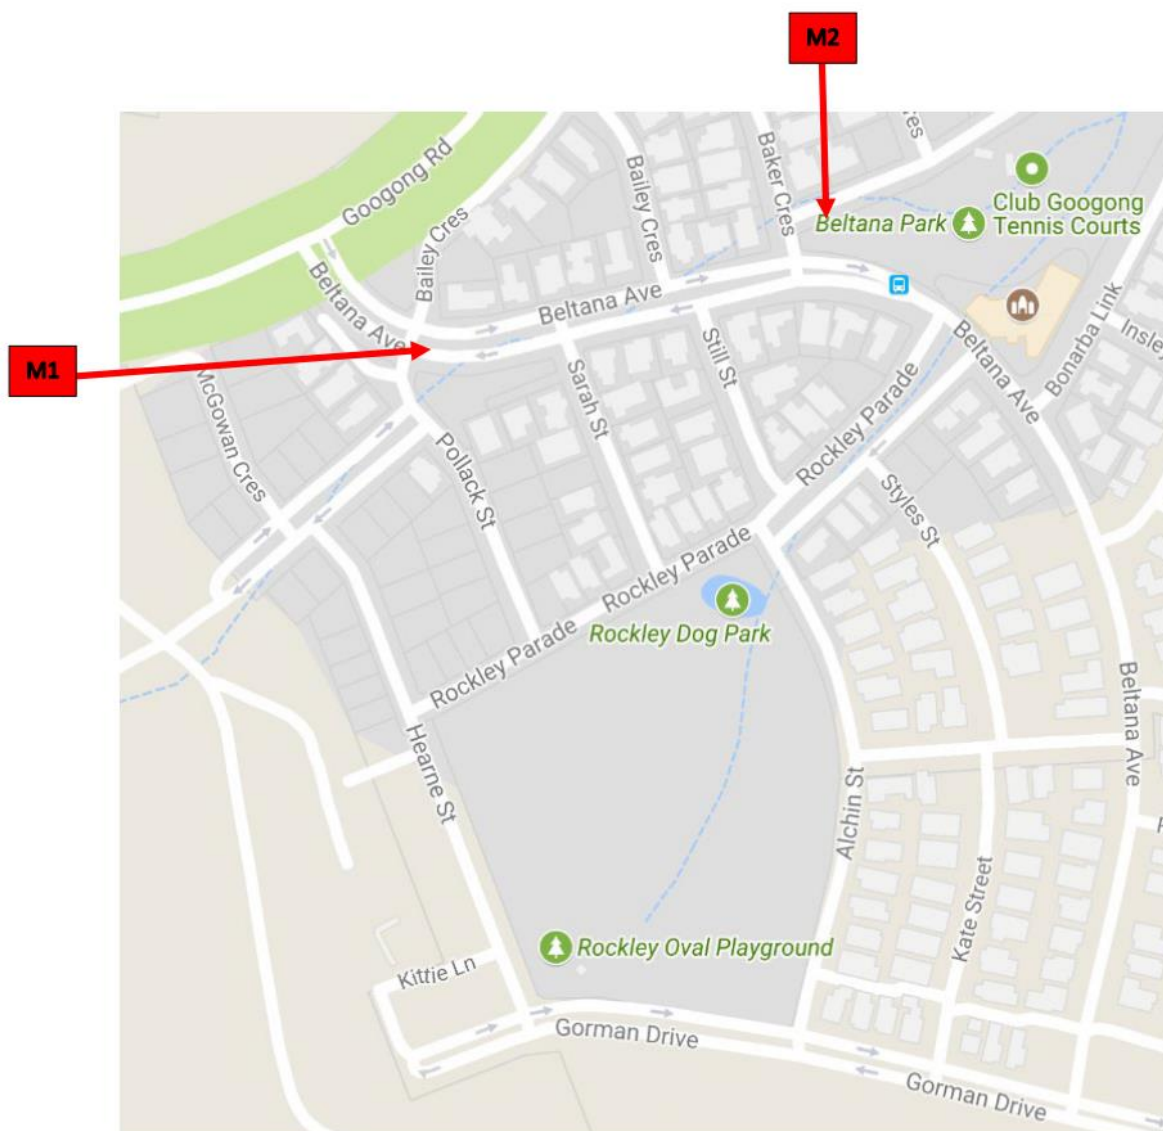 M2
Googong Rd
Bailey Cres
Bailey Cres
Baker Cres
Club Googong
Tennis Courts
Beltana Park
Beltana Ave
Beltana Ave
M1
McGowan Cres
Pollack St
Sarah St
Still St
Rockley Parade
Beltana Ave
Bonarba Link
Insley
Styles St
Rockley Parade
Rockley Dog Park
Rockley Parade
Hearne St
Beltana Ave
Alchin St
Kate Street
Rockley Oval Playground
Kittie Ln
Gorman Drive
Gorman Drive